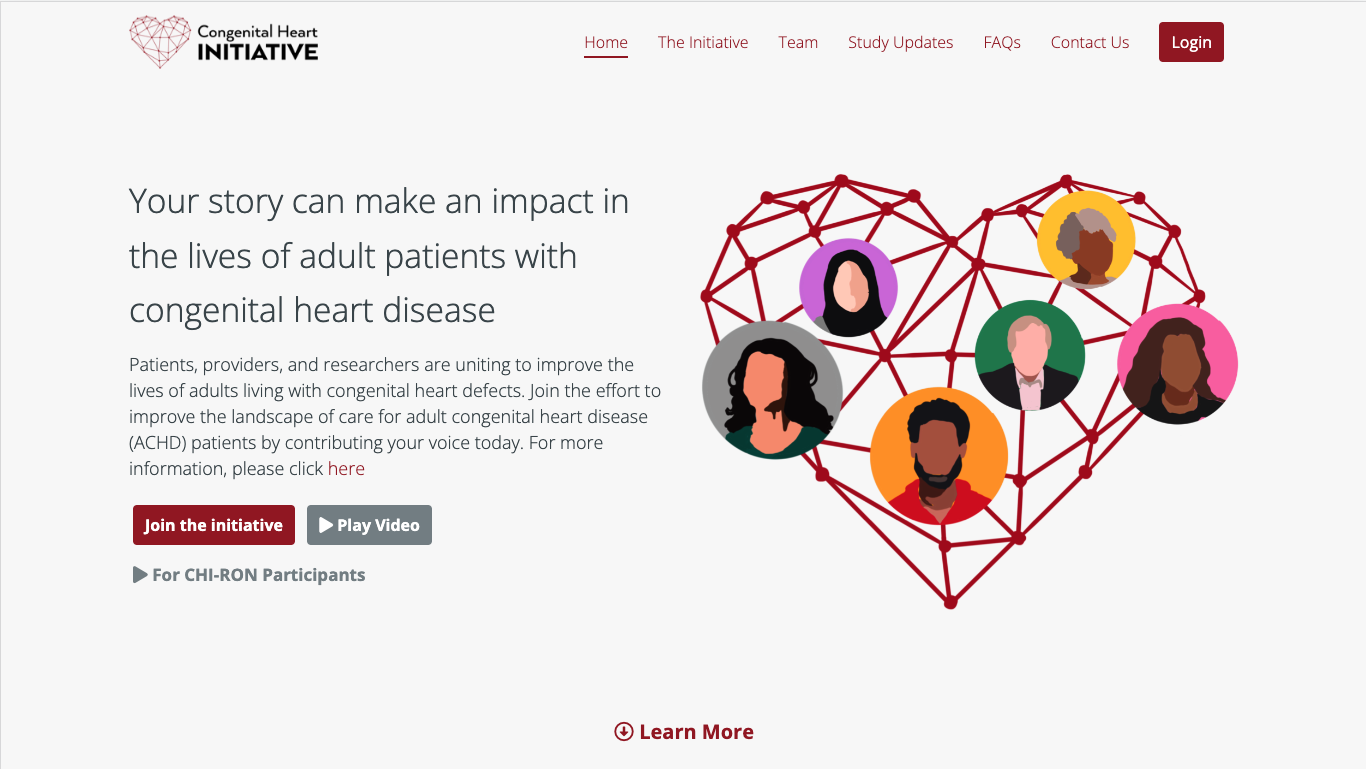 Congenital Heart
INITIATIVE
Home
The Initiative
Team
Study Updates
FAQs
Contact Us
Login
Your story can make an impact in
the lives of adult patients with
congenital heart disease
Patients, providers, and researchers are uniting to improve the
lives of adults living with congenital heart defects. Join the effort to
improve the landscape of care for adult congenital heart disease
(ACHD) patients by contributing your voice today. For more
information, please click here
Join the initiative
Play Video
For CHI-RON Participants
Learn More